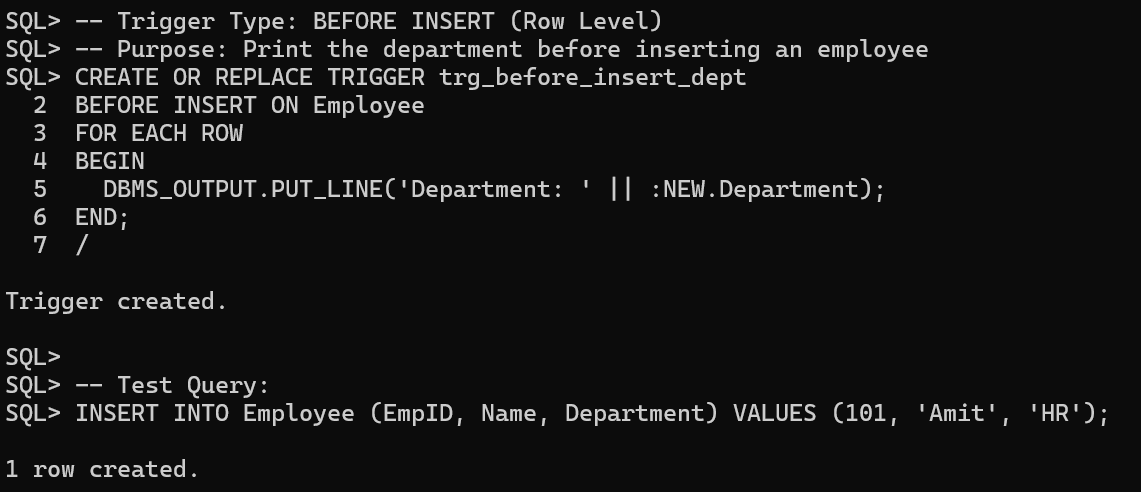 SQL> -- Trigger Type: BEFORE INSERT (Row Level)
SQL> -- Purpose: Print the department before inserting an employee
SQL> CREATE OR REPLACE TRIGGER trg_before_insert_dept
  2  BEFORE INSERT ON Employee
  3  FOR EACH ROW
  4  BEGIN
  5    DBMS_OUTPUT.PUT_LINE('Department: ' || :NEW.Department);
  6  END;
  7  /
Trigger created.
SQL>
SQL> -- Test Query:
SQL> INSERT INTO Employee (EmpID, Name, Department) VALUES (101, 'Amit', 'HR');
1 row created.